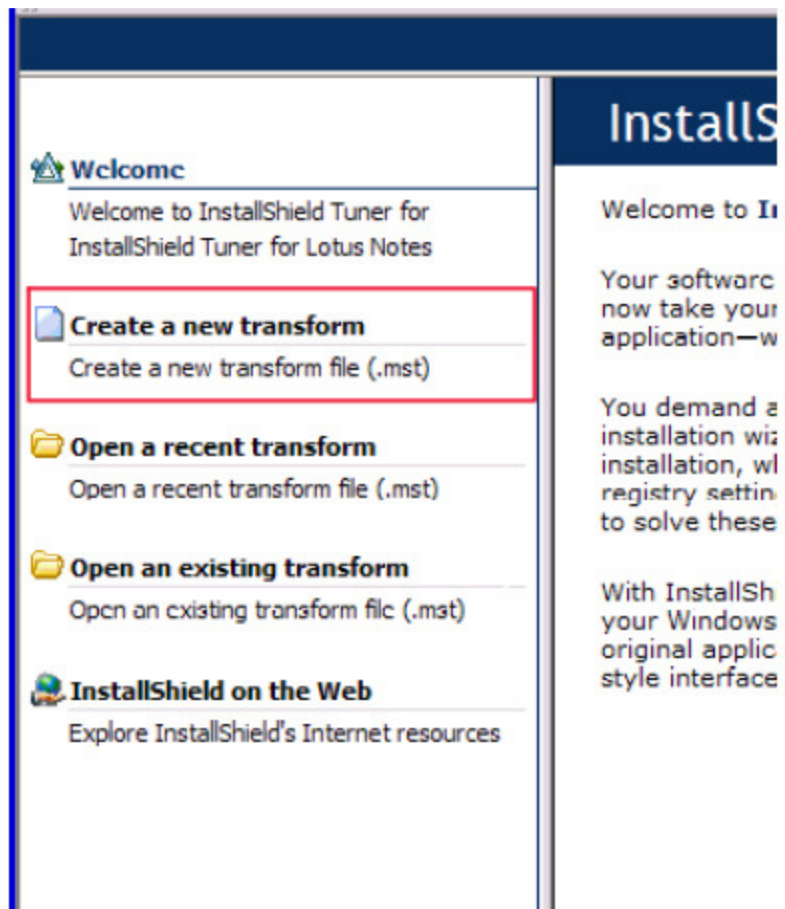 Welcome
Welcome to InstallShield Tuner for
InstallShield Tuner for Lotus Notes
Create a new transform
Create a new transform file (.mst)
Open a recent transform
Open a recent transform file (.mst)
Open an existing transform
Open an existing transform file (.mst)
InstallShield on the Web
Explore InstallShield's Internet resources
InstallS
Welcome to I
Your software
now take your
application—w
You demand a
installation wiz
installation, wh
registry settin
to solve these
With InstallSh
your Windows
original applic
style interface